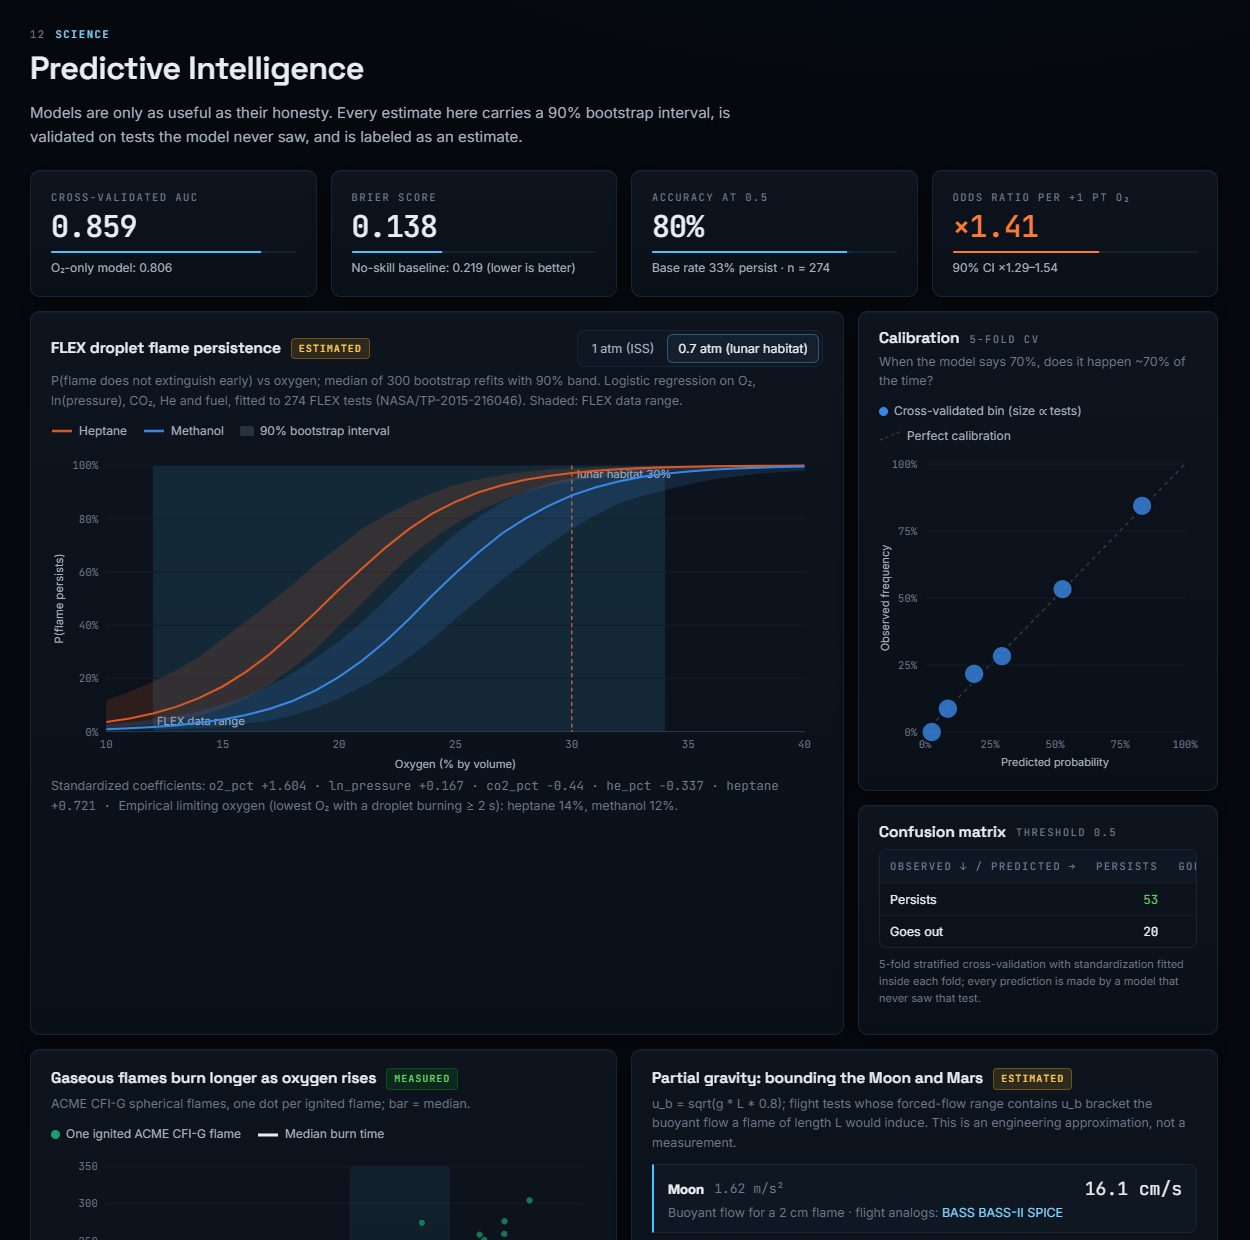 12 SCIENCE
Predictive Intelligence
Models are only as useful as their honesty. Every estimate here carries a 90% bootstrap interval, is
validated on tests the model never saw, and is labeled as an estimate.
CROSS-VALIDATED AUC
0.859
O₂-only model: 0.806
BRIER SCORE
0.138
No-skill baseline: 0.219 (lower is better)
ACCURACY AT 0.5
80%
Base rate 33% persist · n = 274
ODDS RATIO PER +1 PT O₂
×1.41
90% CI ×1.29–1.54
FLEX droplet flame persistence ESTIMATED
1 atm (ISS) 0.7 atm (lunar habitat)
P(flame does not extinguish early) vs oxygen; median of 300 bootstrap refits with 90% band. Logistic regression on O₂,
ln(pressure), CO₂, He and fuel, fitted to 274 FLEX tests (NASA/TP-2015-216046). Shaded: FLEX data range.
Heptane Methanol 90% bootstrap interval
100%
80%
60%
40%
20%
0%
P(flame persists)
lunar habitat 30%
FLEX data range
10 15 20 25 30 35 40
Oxygen (% by volume)
Standardized coefficients: o2_pct +1.604 · ln_pressure +0.167 · co2_pct -0.44 · he_pct -0.337 · heptane
+0.721 · Empirical limiting oxygen (lowest O₂ with a droplet burning ≥ 2 s): heptane 14%, methanol 12%.
Calibration 5-FOLD CV
When the model says 70%, does it happen ~70% of
the time?
Cross-validated bin (size ∝ tests)
Perfect calibration
100%
75%
50%
25%
0%
Observed frequency
0% 25% 50% 75% 100%
Predicted probability
Confusion matrix THRESHOLD 0.5
OBSERVED ↓ / PREDICTED → PERSISTS
Persists 53
Goes out 20
5-fold stratified cross-validation with standardization fitted
inside each fold; every prediction is made by a model that
never saw that test.
Gaseous flames burn longer as oxygen rises MEASURED
ACME CFI-G spherical flames, one dot per ignited flame; bar = median.
One ignited ACME CFI-G flame Median burn time
350
300
Partial gravity: bounding the Moon and Mars ESTIMATED
u_b = sqrt(g * L * 0.8); flight tests whose forced-flow range contains u_b bracket the
buoyant flow a flame of length L would induce. This is an engineering approximation, not a
measurement.
Moon 1.62 m/s² 16.1 cm/s
Buoyant flow for a 2 cm flame · flight analogs: BASS BASS-II SPICE